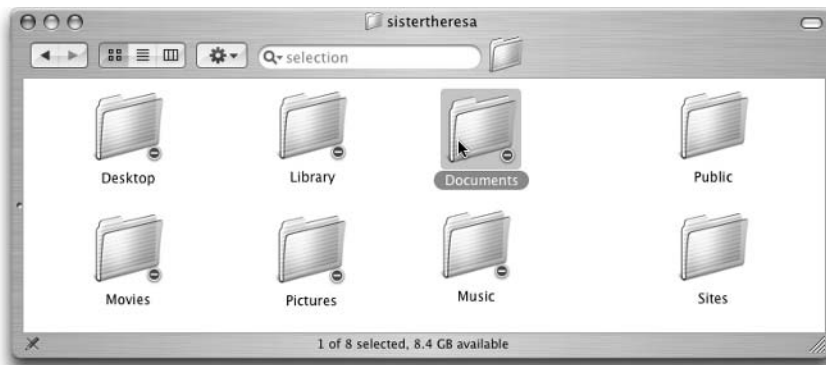 sistertheresa
selection
Desktop
Library
Documents
Public
Movies
Pictures
Music
Sites
1 of 8 selected, 8.4 GB available